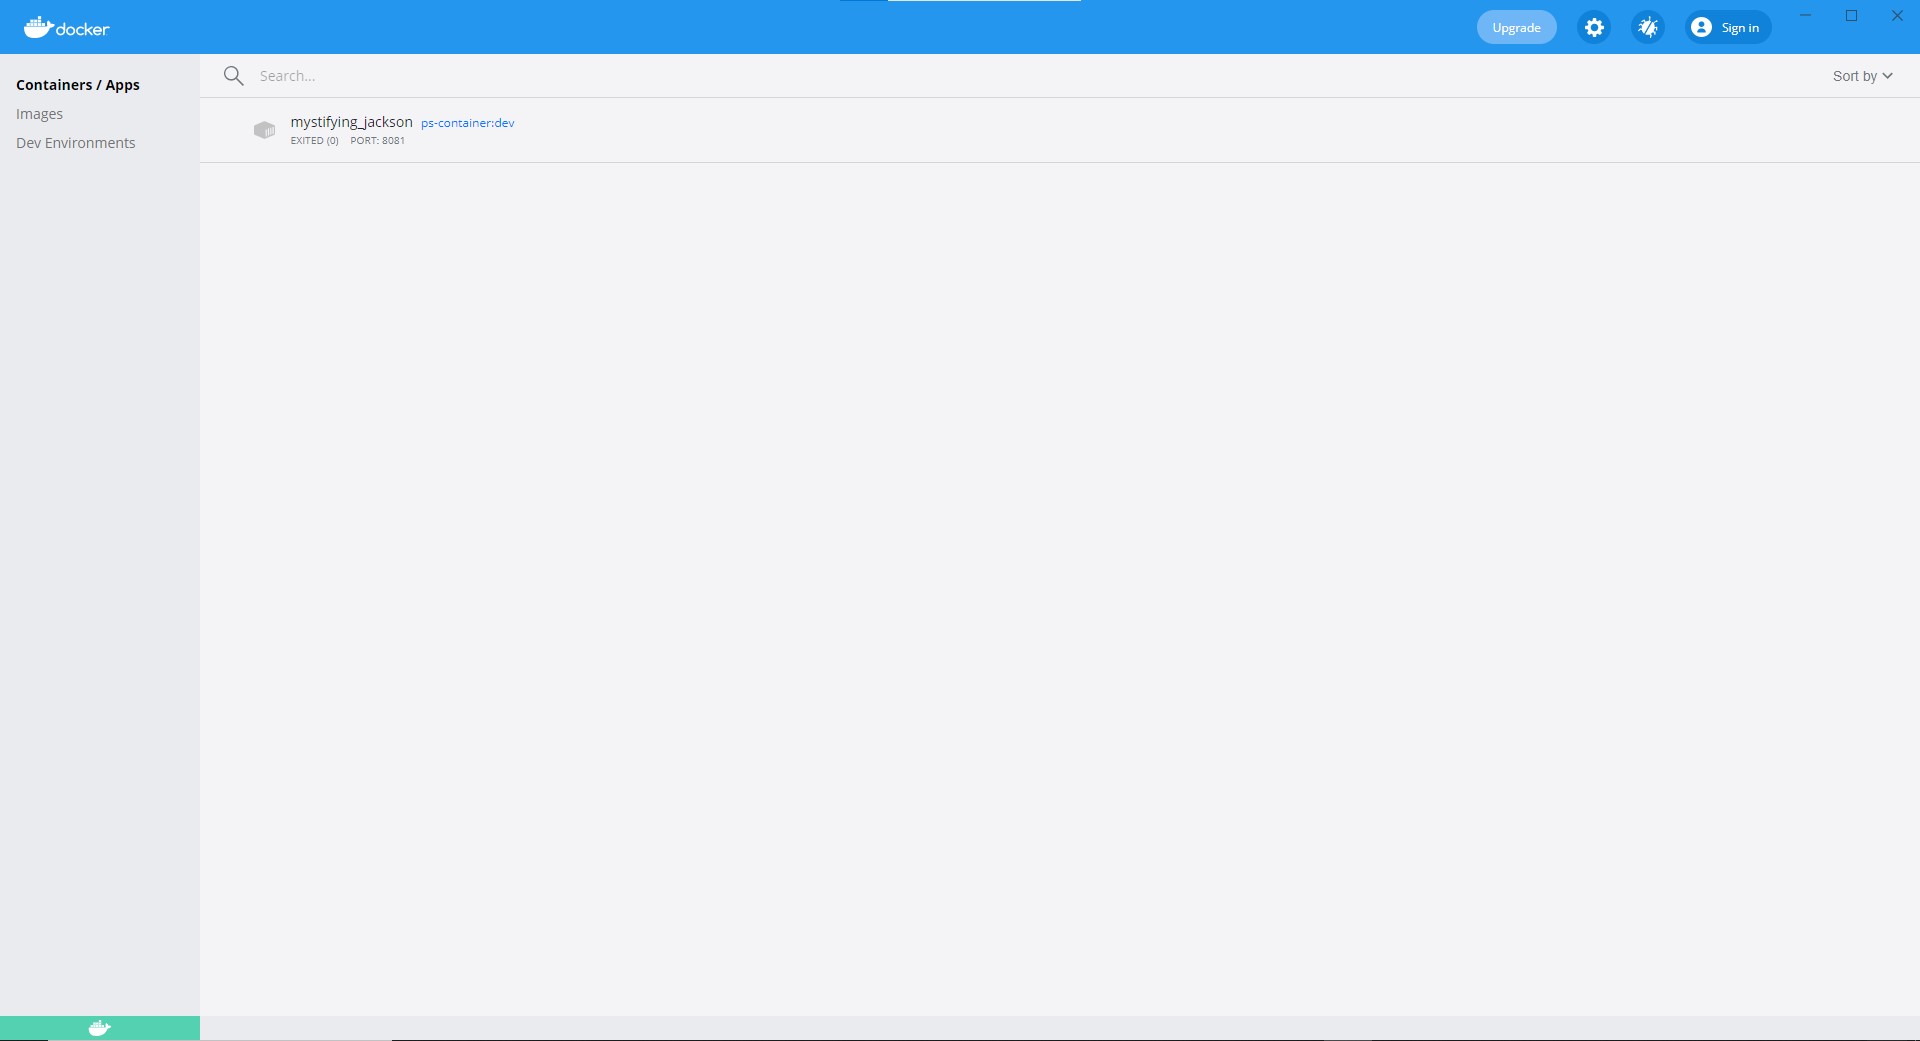 docker
Upgrade
Sign in
Containers / Apps
Images
Dev Environments
Search...
Sort by
mystifying_jackson ps-container:dev
EXITED (0) PORT: 8081